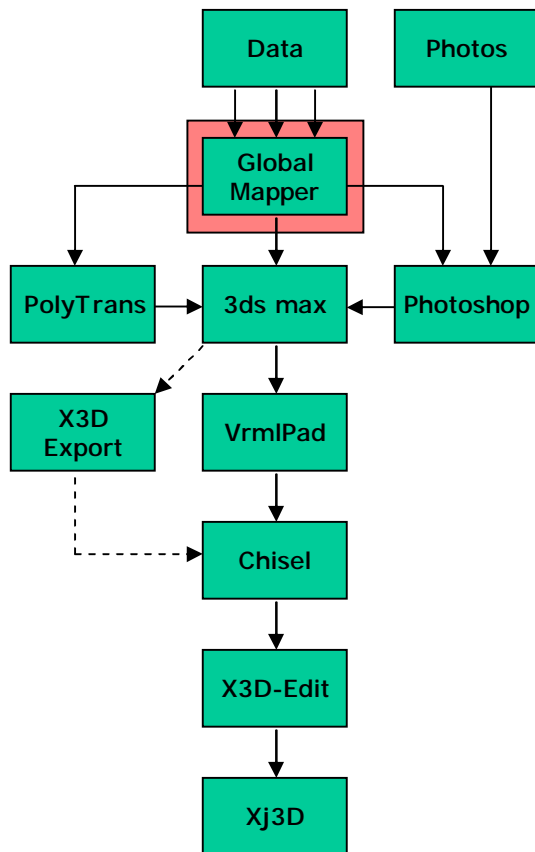 Data
Photos
Global
Mapper
PolyTrans
3ds max
Photoshop
X3D
Export
VrmlPad
Chisel
X3D-Edit
Xj3D